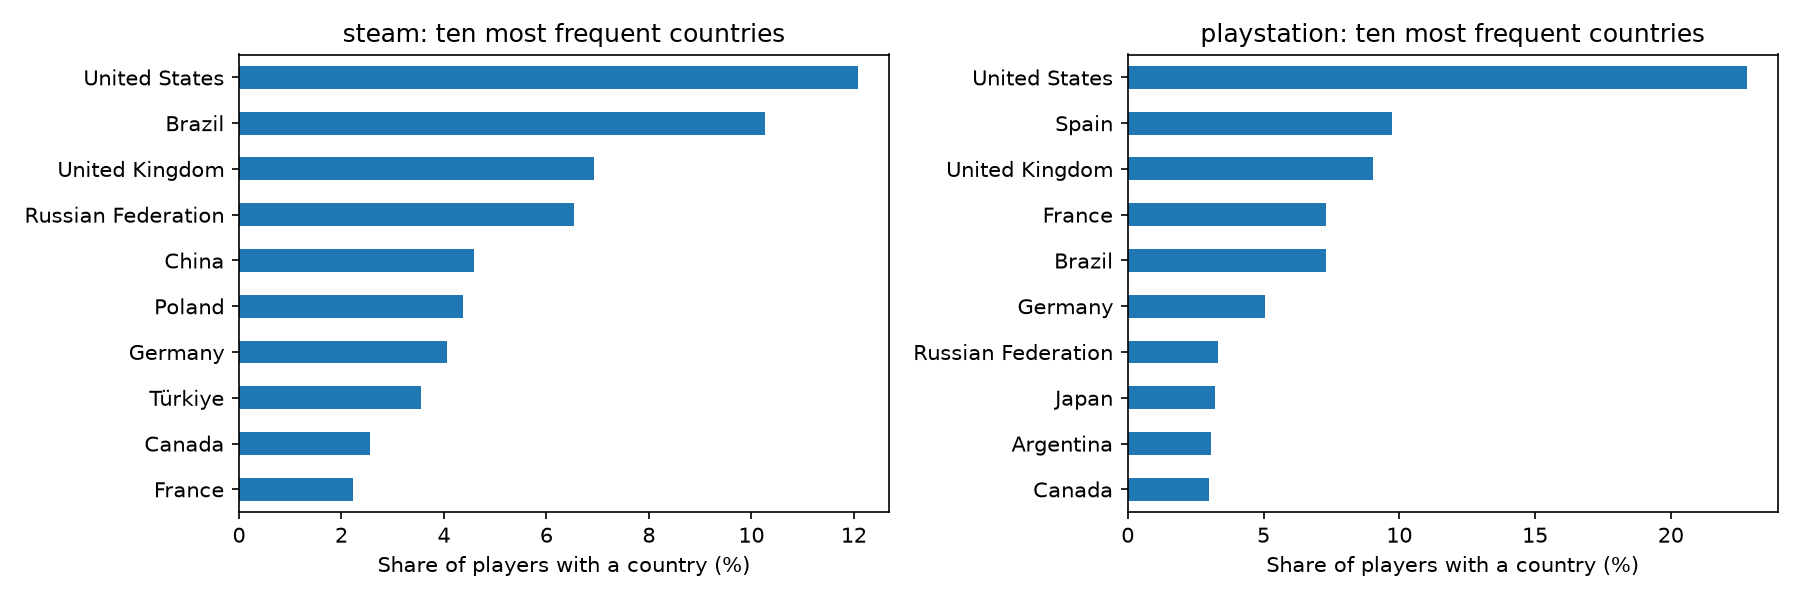 steam: ten most frequent countries
United States
Brazil
United Kingdom
Russian Federation
China
Poland
Germany
Türkiye
Canada
France
0 2 4 6 8 10 12
Share of players with a country (%)
playstation: ten most frequent countries
United States
Spain
United Kingdom
France
Brazil
Germany
Russian Federation
Japan
Argentina
Canada
0 5 10 15 20
Share of players with a country (%)